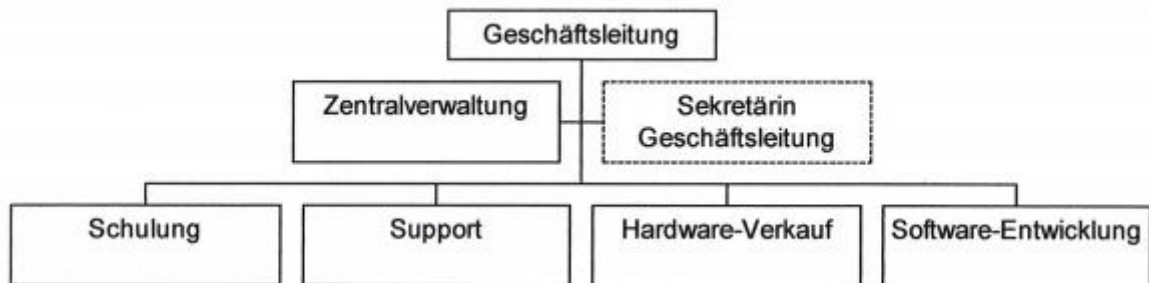 Geschäftsleitung
Zentralverwaltung
Sekretärin
Geschäftsleitung
Schulung
Support
Hardware-Verkauf
Software-Entwicklung